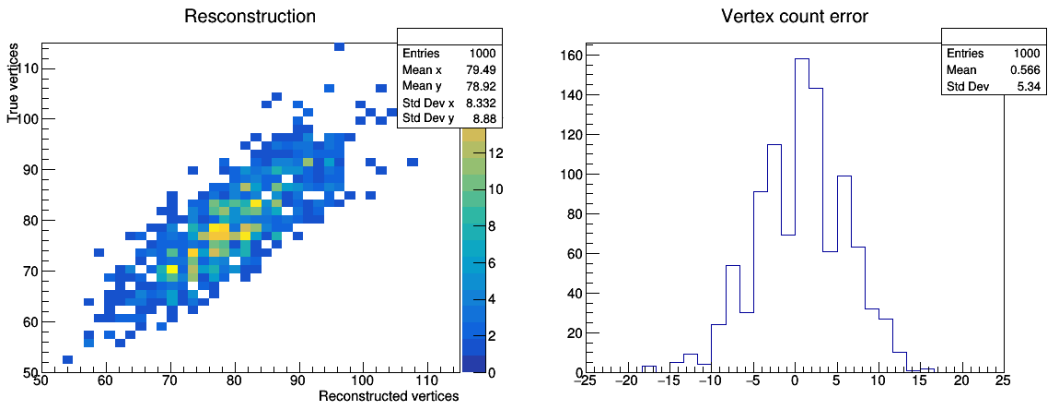 Resconstruction
True vertices
110
100
90
80
70
60
50
50 60 70 80 90 100 110
Reconstructed vertices
Entries 1000
Mean x 79.49
Mean y 78.92
Std Dev x 8.332
Std Dev y 8.88
12
10
8
6
4
2
0
Vertex count error
160
140
120
100
80
60
40
20
0
−25 −20 −15 −10 −5 0 5 10 15 20 25
Entries 1000
Mean 0.566
Std Dev 5.34